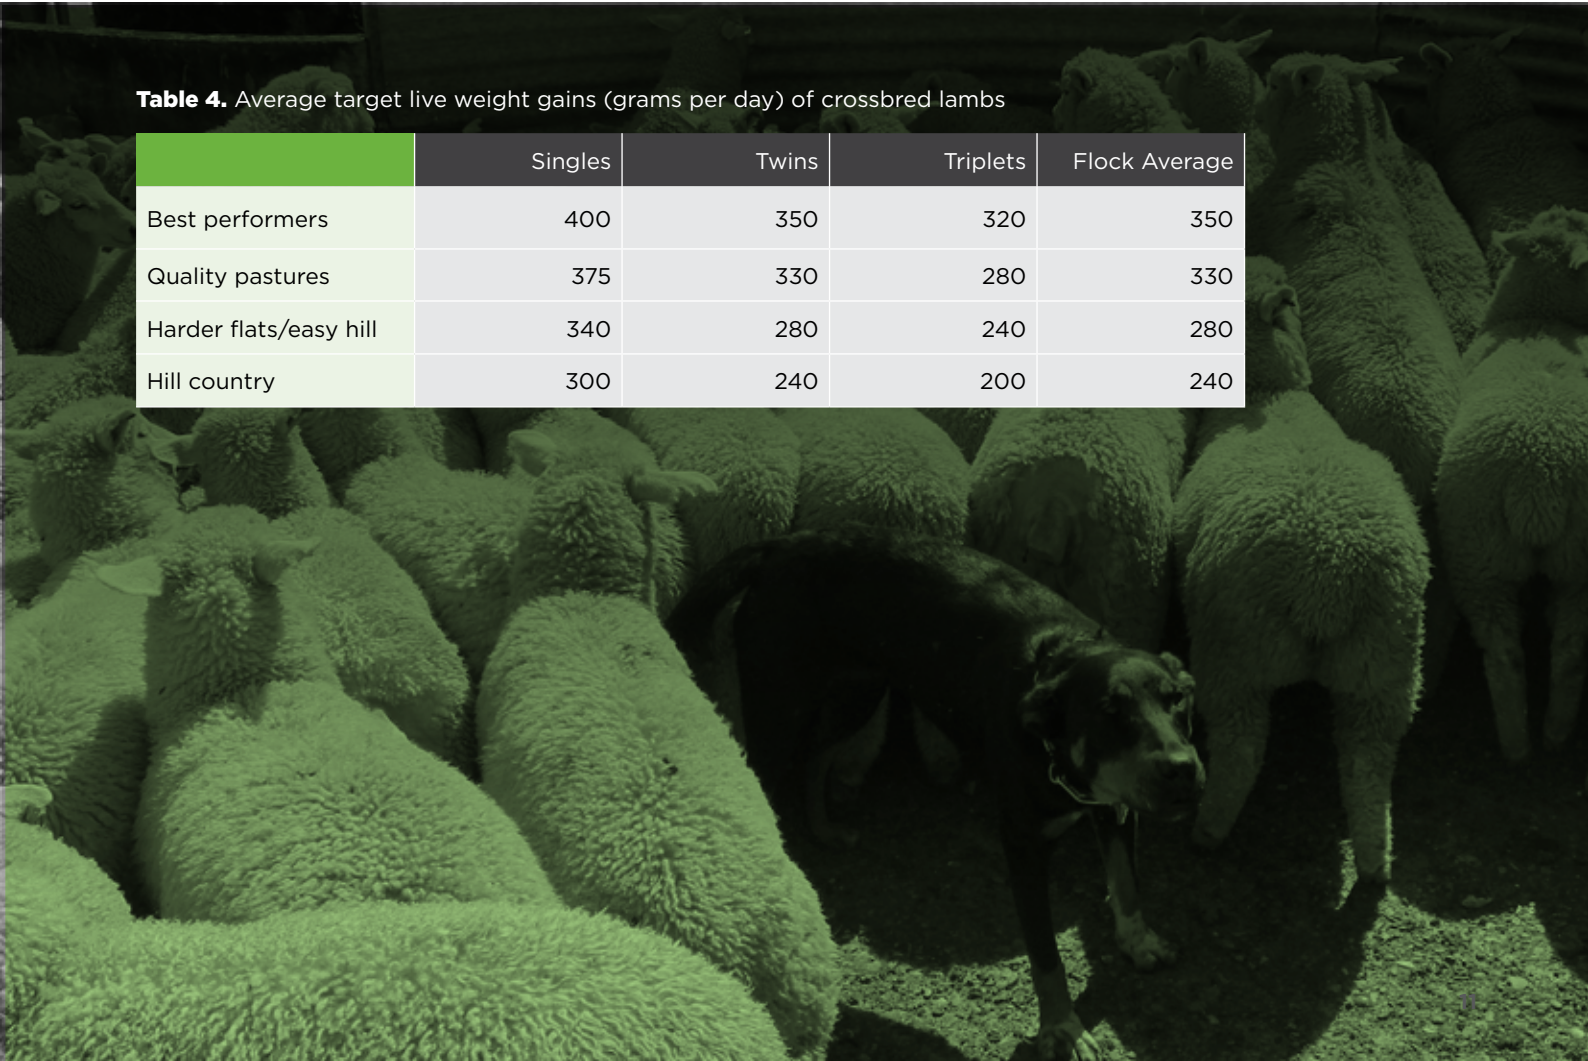 Table 4. Average target live weight gains (grams per day) of crossbred lambs
Singles Twins Triplets Flock Average
Best performers 400 350 320 350
Quality pastures 375 330 280 330
Harder flats/easy hill 340 280 240 280
Hill country 300 240 200 240